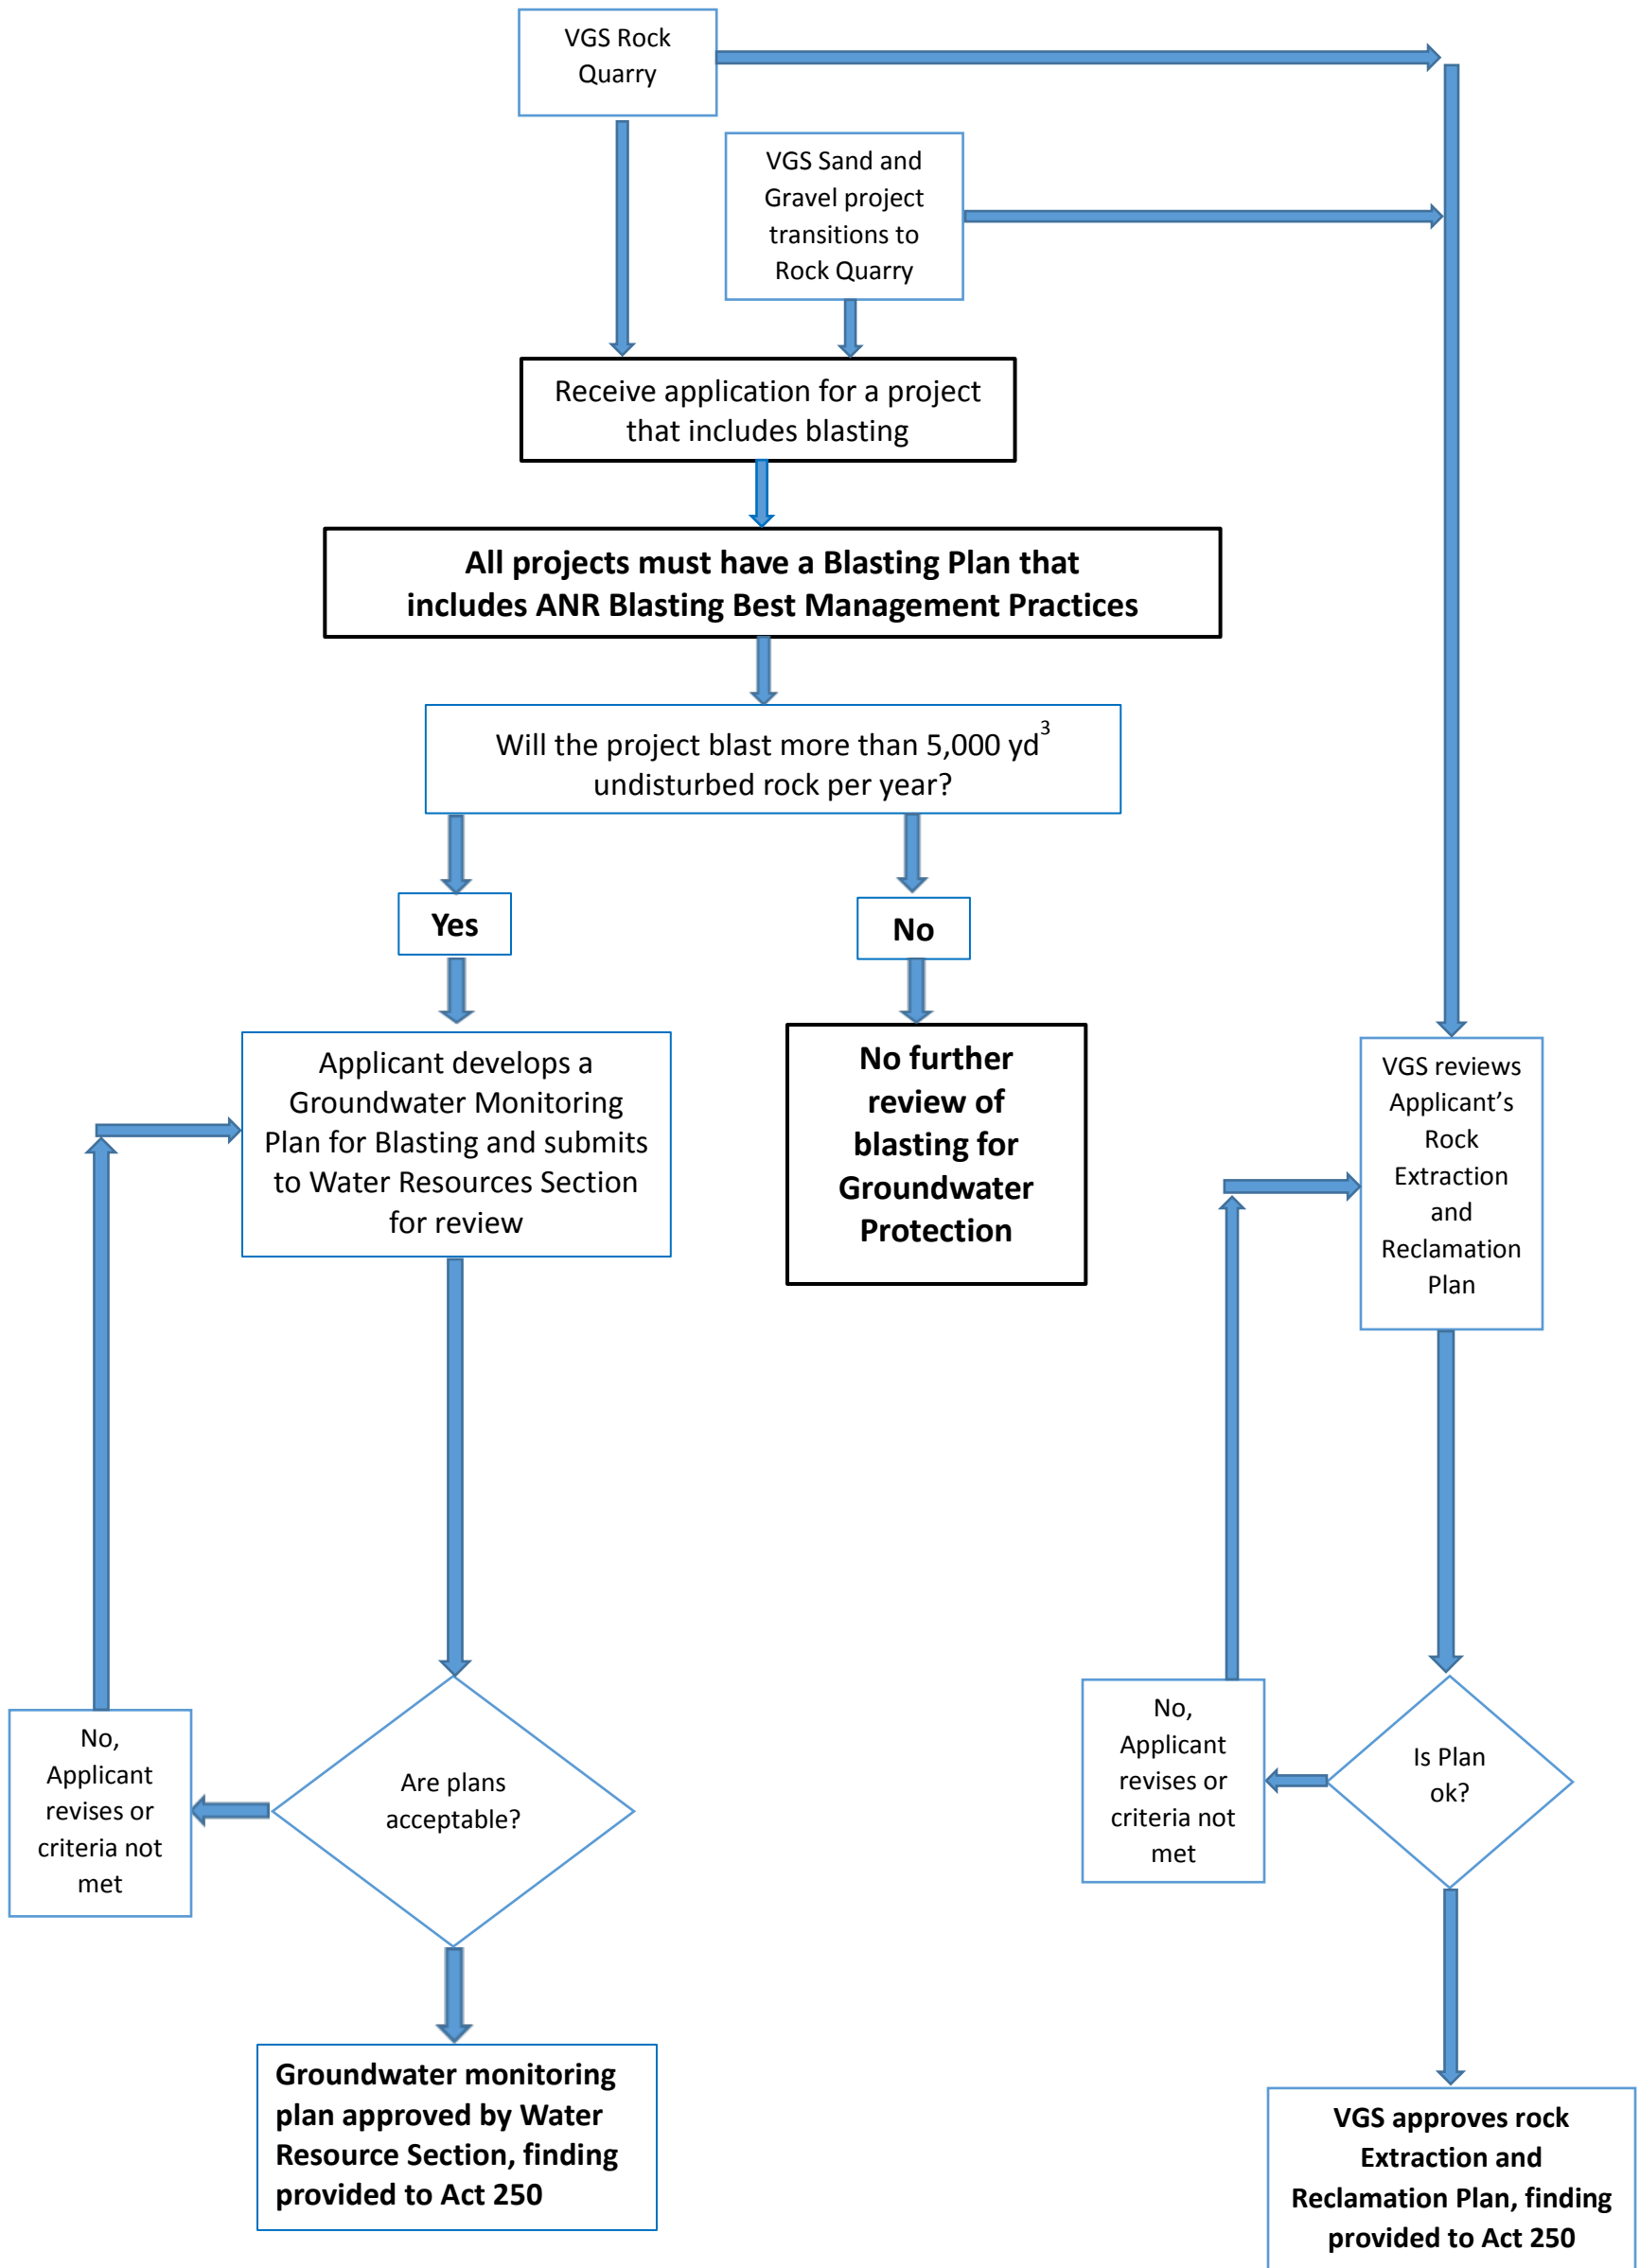 VGS Rock
Quarry
VGS Sand and
Gravel project
transitions to
Rock Quarry
Receive application for a project
that includes blasting
All projects must have a Blasting Plan that
includes ANR Blasting Best Management Practices
Will the project blast more than 5,000 yd³
undisturbed rock per year?
Yes
No
Applicant develops a
Groundwater Monitoring
Plan for Blasting and submits
to Water Resources Section
for review
No further
review of
blasting for
Groundwater
Protection
VGS reviews
Applicant’s
Rock
Extraction
and
Reclamation
Plan
No,
Applicant
revises or
criteria not
met
Are plans
acceptable?
No,
Applicant
revises or
criteria not
met
Is Plan
ok?
Groundwater monitoring
plan approved by Water
Resource Section, finding
provided to Act 250
VGS approves rock
Extraction and
Reclamation Plan, finding
provided to Act 250